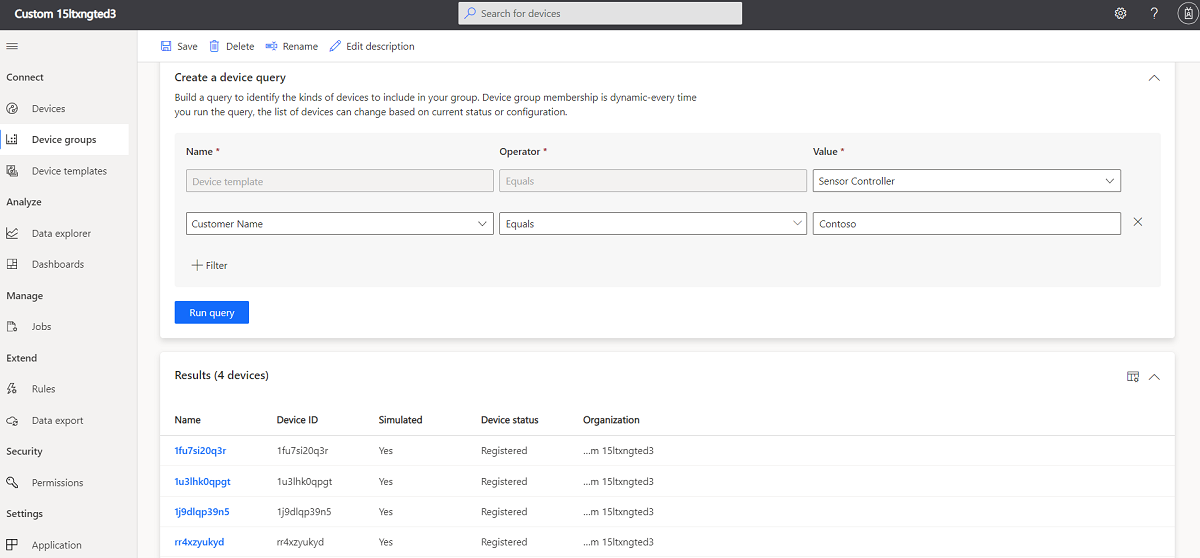 Custom 15ltxngted3
Search for devices
?
Save Delete Rename Edit description
Connect
Devices
Device groups
Device templates
Analyze
Data explorer
Dashboards
Manage
Jobs
Extend
Rules
Data export
Security
Permissions
Settings
Application
Create a device query
Build a query to identify the kinds of devices to include in your group. Device group membership is dynamic-every time
you run the query, the list of devices can change based on current status or configuration.
Name * Operator * Value *
Device template Equals Sensor Controller
Customer Name Equals Contoso
Filter
Run query
Results (4 devices)
Name Device ID Simulated Device status Organization
1fu7si20q3r 1fu7si20q3r Yes Registered ...m 15ltxngted3
1u3lhk0qpgt 1u3lhk0qpgt Yes Registered ...m 15ltxngted3
1j9dlqp39n5 1j9dlqp39n5 Yes Registered ...m 15ltxngted3
rr4xzyukyd rr4xzyukyd Yes Registered ...m 15ltxngted3